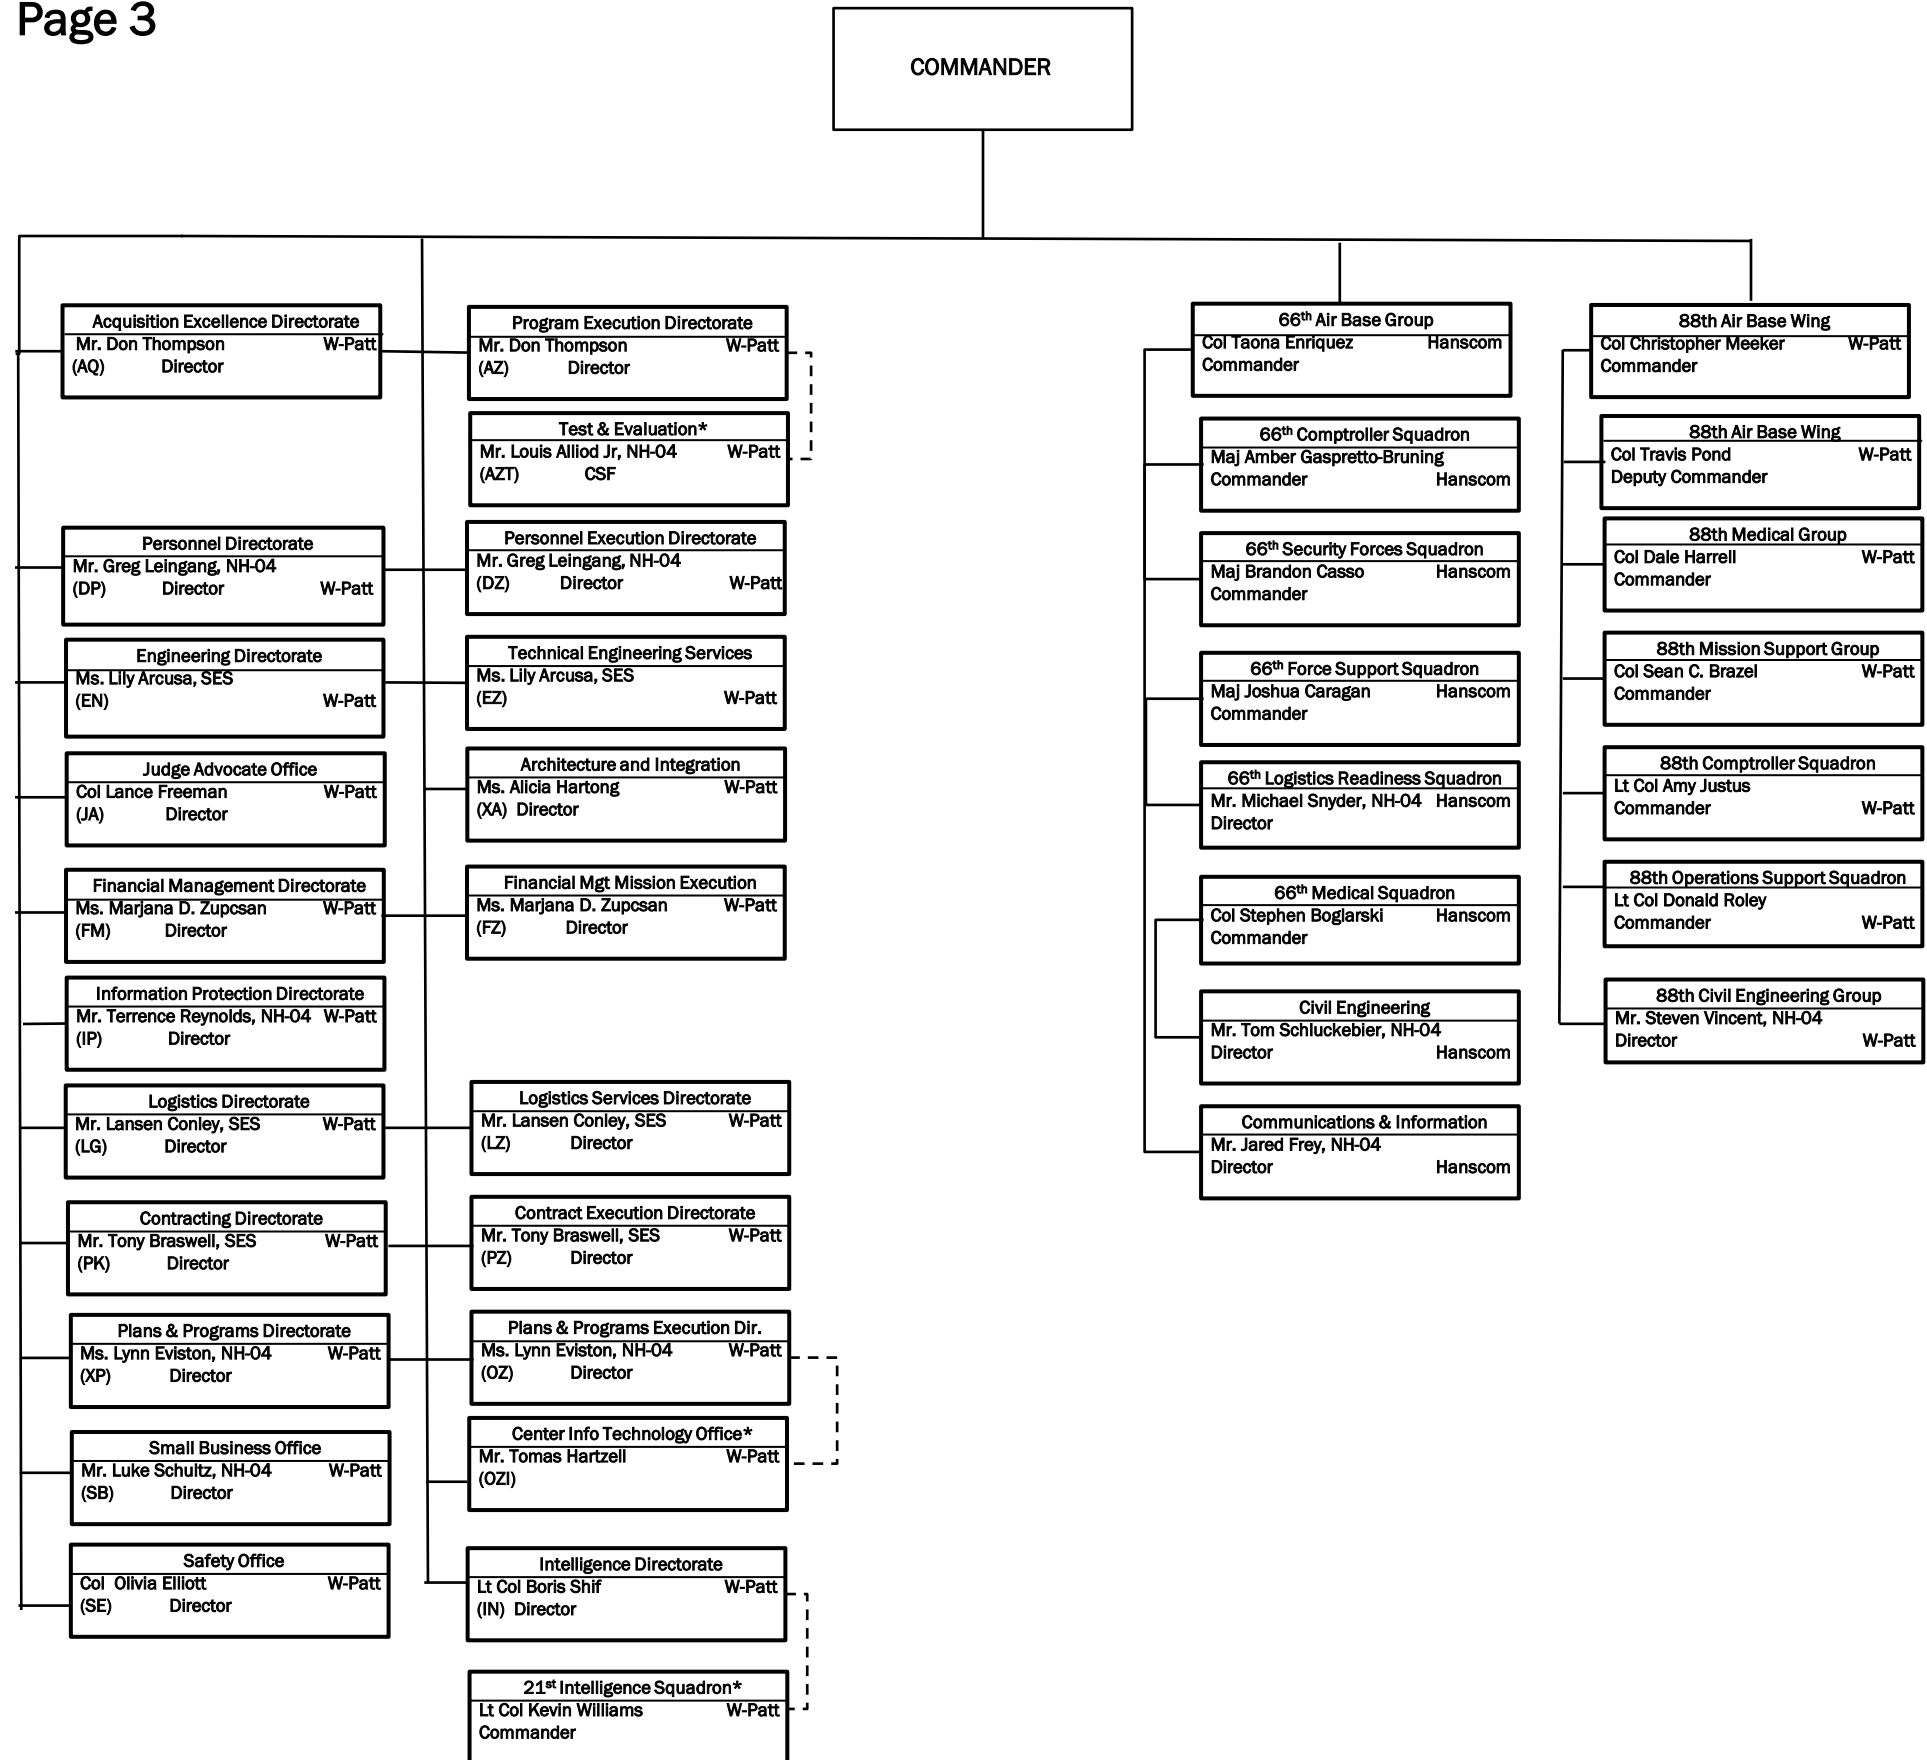 Page 3
COMMANDER
Acquisition Excellence Directorate
Mr. Don Thompson W-Patt
(AQ) Director
Personnel Directorate
Mr. Greg Leingang, NH-04
(DP) Director W-Patt
Engineering Directorate
Ms. Lily Arcusa, SES
(EN) W-Patt
Judge Advocate Office
Col Lance Freeman W-Patt
(JA) Director
Financial Management Directorate
Ms. Marjana D. Zupcsan W-Patt
(FM) Director
Information Protection Directorate
Mr. Terrence Reynolds, NH-04 W-Patt
(IP) Director
Logistics Directorate
Mr. Lansen Conley, SES W-Patt
(LG) Director
Contracting Directorate
Mr. Tony Braswell, SES W-Patt
(PK) Director
Plans & Programs Directorate
Ms. Lynn Eviston, NH-04 W-Patt
(XP) Director
Small Business Office
Mr. Luke Schultz, NH-04 W-Patt
(SB) Director
Safety Office
Col Olivia Elliott W-Patt
(SE) Director
Program Execution Directorate
Mr. Don Thompson W-Patt
(AZ) Director
Test & Evaluation*
Mr. Louis Alliod Jr, NH-04 W-Patt
(AZT) CSF
Personnel Execution Directorate
Mr. Greg Leingang, NH-04
(DZ) Director W-Patt
Technical Engineering Services
Ms. Lily Arcusa, SES
(EZ) W-Patt
Architecture and Integration
Ms. Alicia Hartong W-Patt
(XA) Director
Financial Mgt Mission Execution
Ms. Marjana D. Zupcsan W-Patt
(FZ) Director
Logistics Services Directorate
Mr. Lansen Conley, SES W-Patt
(LZ) Director
Contract Execution Directorate
Mr. Tony Braswell, SES W-Patt
(PZ) Director
Plans & Programs Execution Dir.
Ms. Lynn Eviston, NH-04 W-Patt
(OZ) Director
Center Info Technology Office*
Mr. Tomas Hartzell W-Patt
(OZI)
Intelligence Directorate
Lt Col Boris Shif W-Patt
(IN) Director
21st Intelligence Squadron*
Lt Col Kevin Williams W-Patt
Commander
66th Air Base Group
Col Taona Enriquez Hanscom
Commander
66th Comptroller Squadron
Maj Amber Gaspretto-Bruning
Commander Hanscom
66th Security Forces Squadron
Maj Brandon Casso Hanscom
Commander
66th Force Support Squadron
Maj Joshua Caragan Hanscom
Commander
66th Logistics Readiness Squadron
Mr. Michael Snyder, NH-04 Hanscom
Director
66th Medical Squadron
Col Stephen Boglarski Hanscom
Commander
Civil Engineering
Mr. Tom Schluckebier, NH-04
Director Hanscom
Communications & Information
Mr. Jared Frey, NH-04
Director Hanscom
88th Air Base Wing
Col Christopher Meeker W-Patt
Commander
88th Air Base Wing
Col Travis Pond W-Patt
Deputy Commander
88th Medical Group
Col Dale Harrell W-Patt
Commander
88th Mission Support Group
Col Sean C. Brazel W-Patt
Commander
88th Comptroller Squadron
Lt Col Amy Justus
Commander W-Patt
88th Operations Support Squadron
Lt Col Donald Roley
Commander W-Patt
88th Civil Engineering Group
Mr. Steven Vincent, NH-04
Director W-Patt